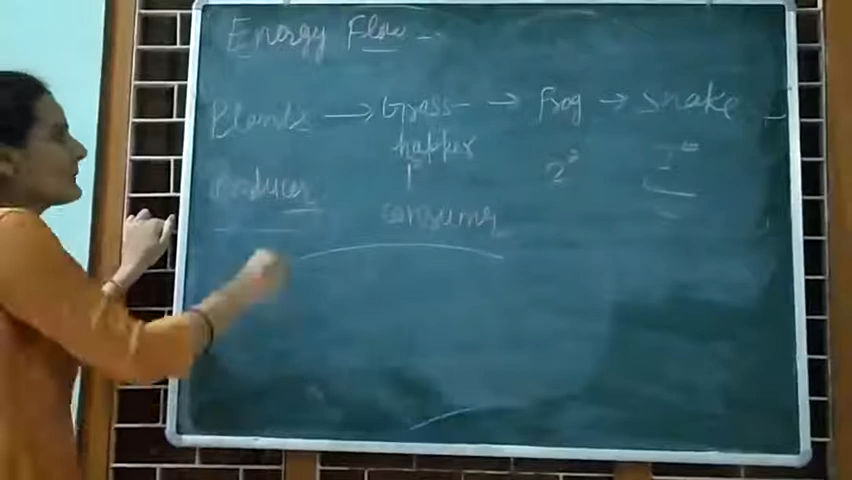 Energy Flow
Plants → Grass → Frog → Snake
hopper
Producer 1° 2° 3°
consumer